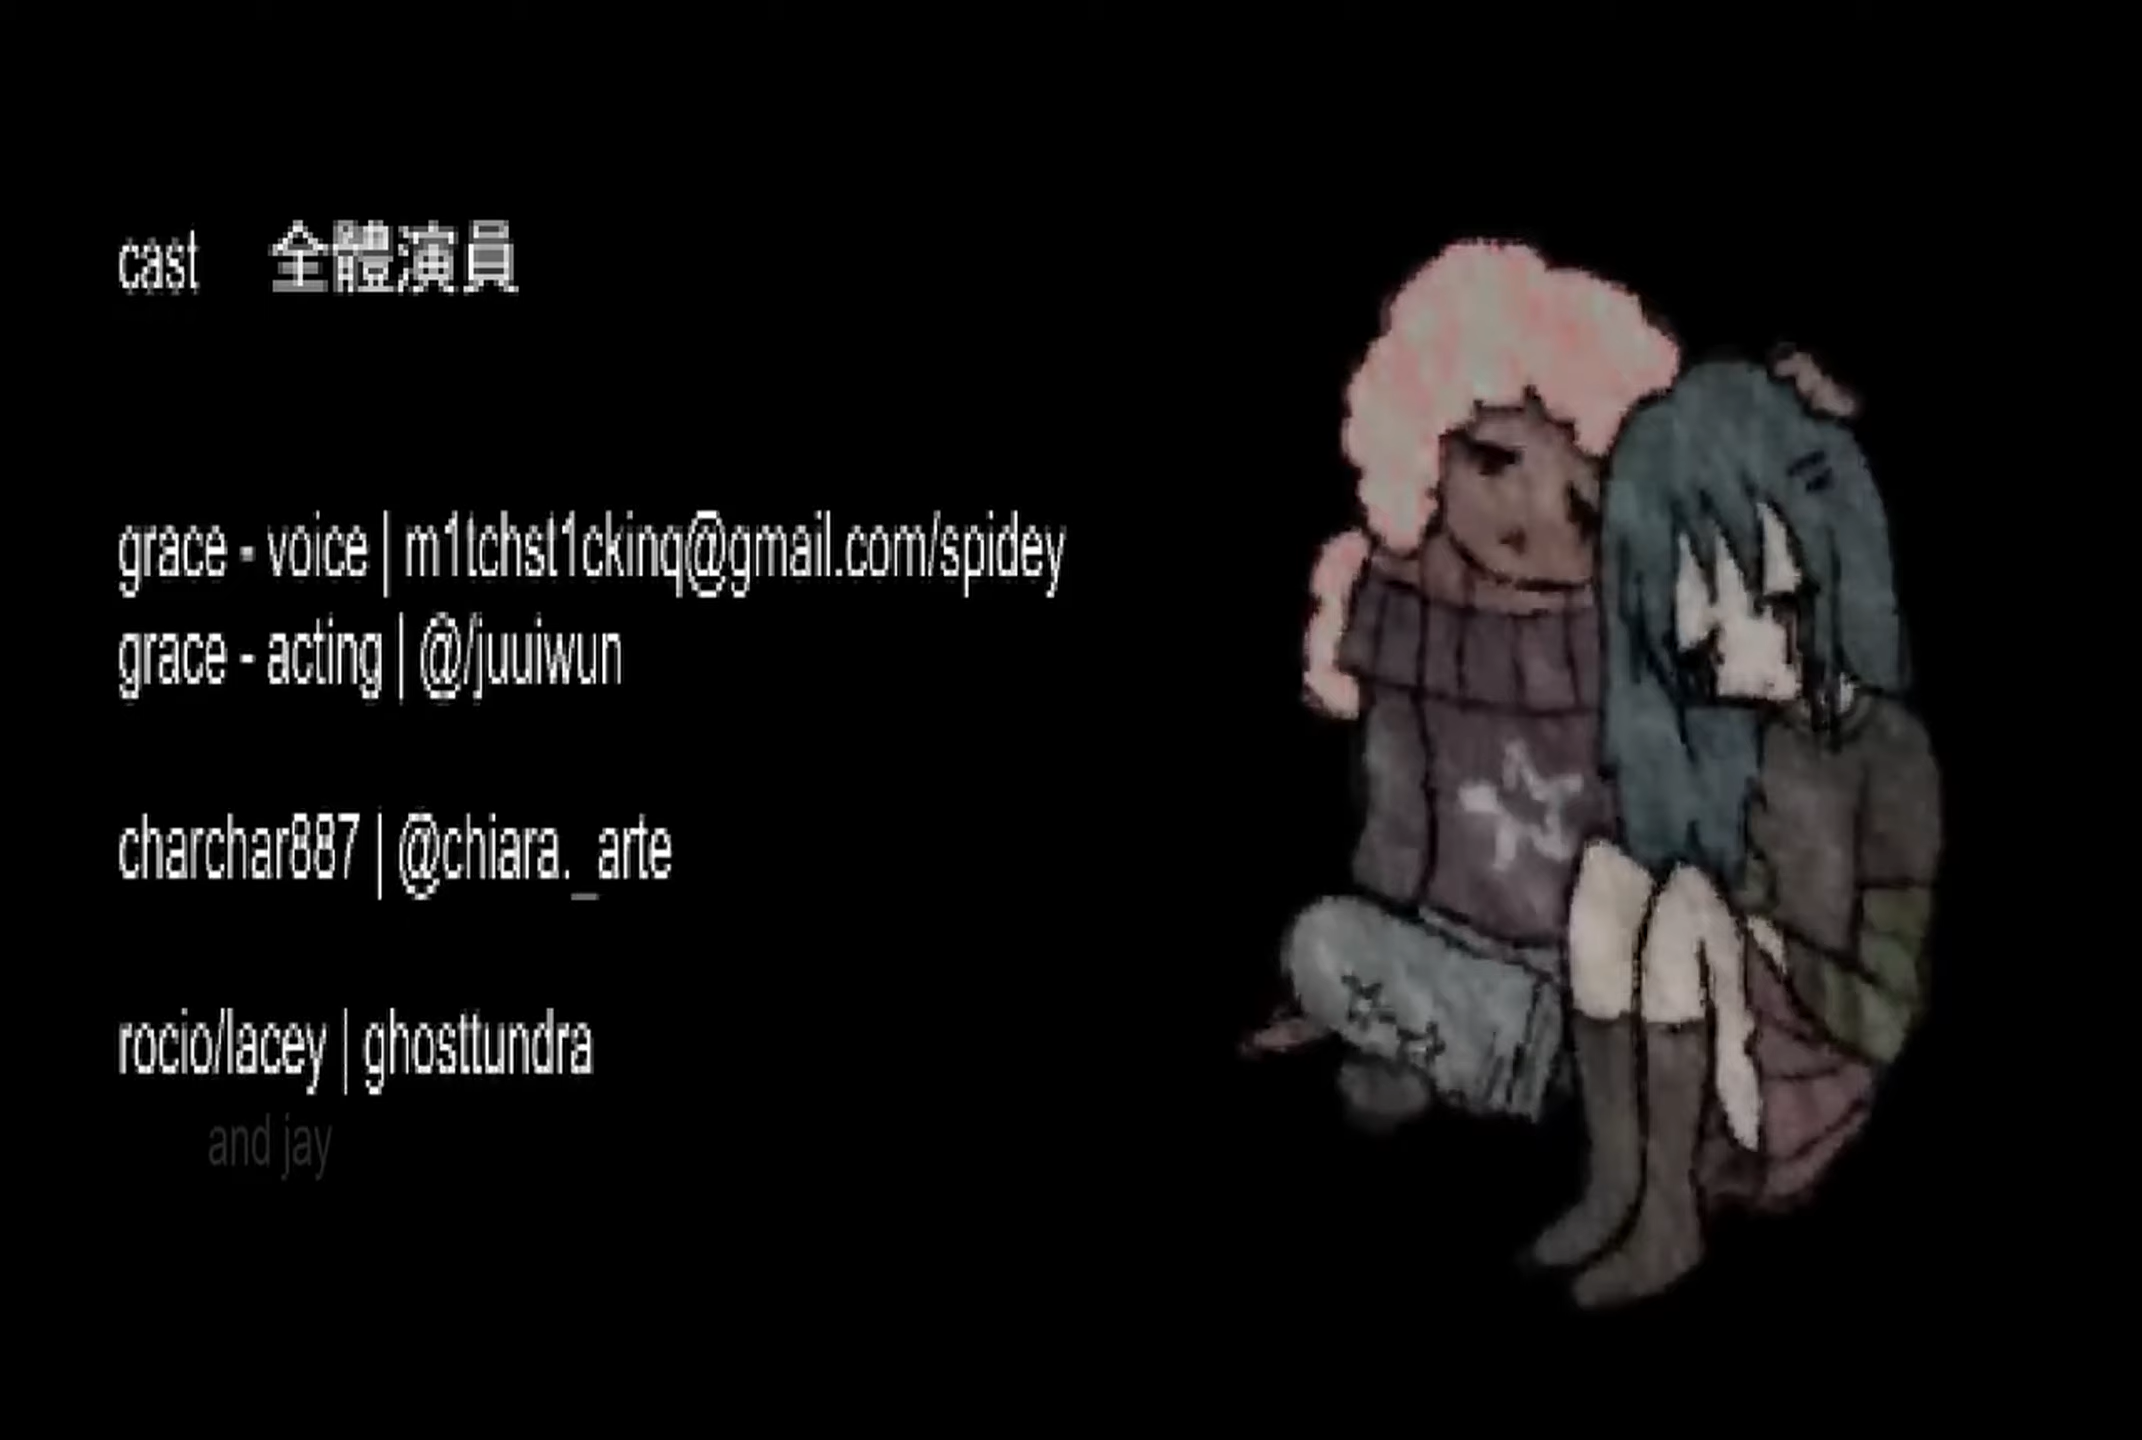 cast 全體演員
grace - voice | m1tchst1ckinq@gmail.com/spidey
grace - acting | @/juuiwun
charchar887 | @chiara._arte
rocio/lacey | ghosttundra
and jay